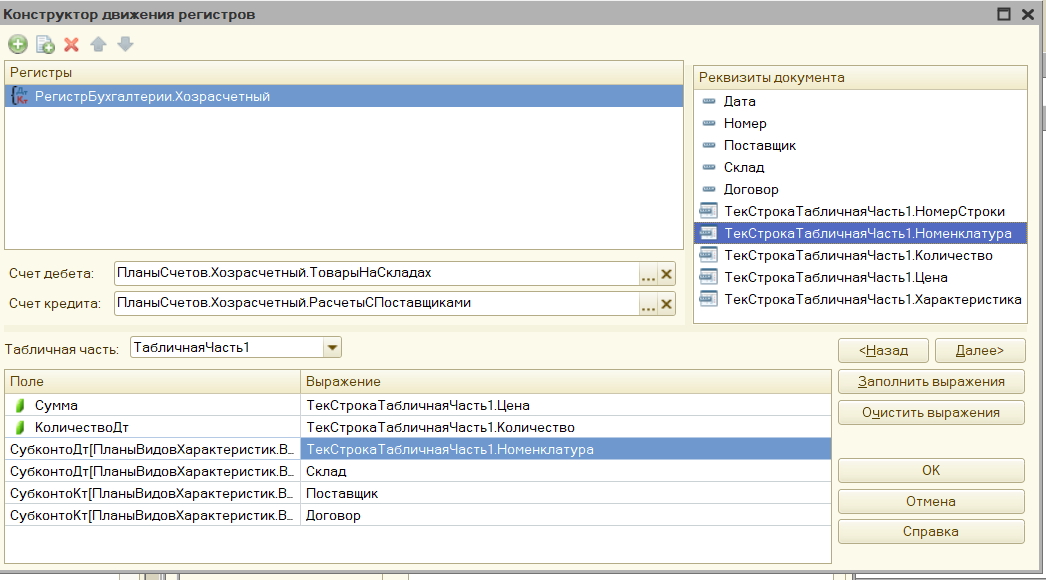 Конструктор движения регистров
Регистры
РегистрБухгалтерии.Хозрасчетный
Реквизиты документа
Дата
Номер
Поставщик
Склад
Договор
ТекСтрокаТабличнаяЧасть1.НомерСтроки
ТекСтрокаТабличнаяЧасть1.Номенклатура
ТекСтрокаТабличнаяЧасть1.Количество
ТекСтрокаТабличнаяЧасть1.Цена
ТекСтрокаТабличнаяЧасть1.Характеристика
Счет дебета: ПланыСчетов.Хозрасчетный.ТоварыНаСкладах ...
Счет кредита: ПланыСчетов.Хозрасчетный.РасчетыСПоставщиками ...
Табличная часть: ТабличнаяЧасть1
<Назад Далее>
Заполнить выражения
Очистить выражения
OK
Отмена
Справка
Поле Выражение
Сумма ТекСтрокаТабличнаяЧасть1.Цена
КоличествоДт ТекСтрокаТабличнаяЧасть1.Количество
СубконтоДт[ПланыВидовХарактеристик.В... ТекСтрокаТабличнаяЧасть1.Номенклатура
СубконтоДт[ПланыВидовХарактеристик.В... Склад
СубконтоКт[ПланыВидовХарактеристик.В... Поставщик
СубконтоКт[ПланыВидовХарактеристик.В... Договор